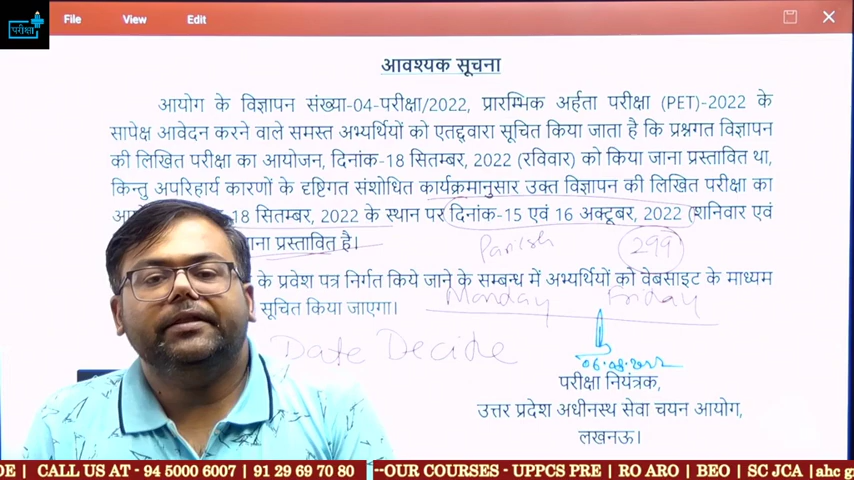 परीक्षा
File View Edit
आवश्यक सूचना
आयोग के विज्ञापन संख्या-04-परीक्षा/2022, प्रारम्भिक अर्हता परीक्षा (PET)-2022 के
सापेक्ष आवेदन करने वाले समस्त अभ्यर्थियों को एतद्द्वारा सूचित किया जाता है कि प्रश्नगत विज्ञापन
की लिखित परीक्षा का आयोजन, दिनांक-18 सितम्बर, 2022 (रविवार) को किया जाना प्रस्तावित था,
किन्तु अपरिहार्य कारणों के दृष्टिगत संशोधित कार्यक्रमानुसार उक्त विज्ञापन की लिखित परीक्षा का
18 सितम्बर, 2022 के स्थान पर दिनांक-15 एवं 16 अक्टूबर, 2022 (शनिवार एवं
प्रस्तावित है।
299
के प्रवेश पत्र निर्गत किये जाने के सम्बन्ध में अभ्यर्थियों को वेबसाइट के माध्यम
Monday Friday
सूचित किया जाएगा।
Date Decide
परीक्षा नियंत्रक,
उत्तर प्रदेश अधीनस्थ सेवा चयन आयोग,
लखनऊ।
| CALL US AT - 94 5000 6007 | 91 29 69 70 80 --OUR COURSES - UPPCS PRE | RO ARO | BEO | SC JCA |ahc